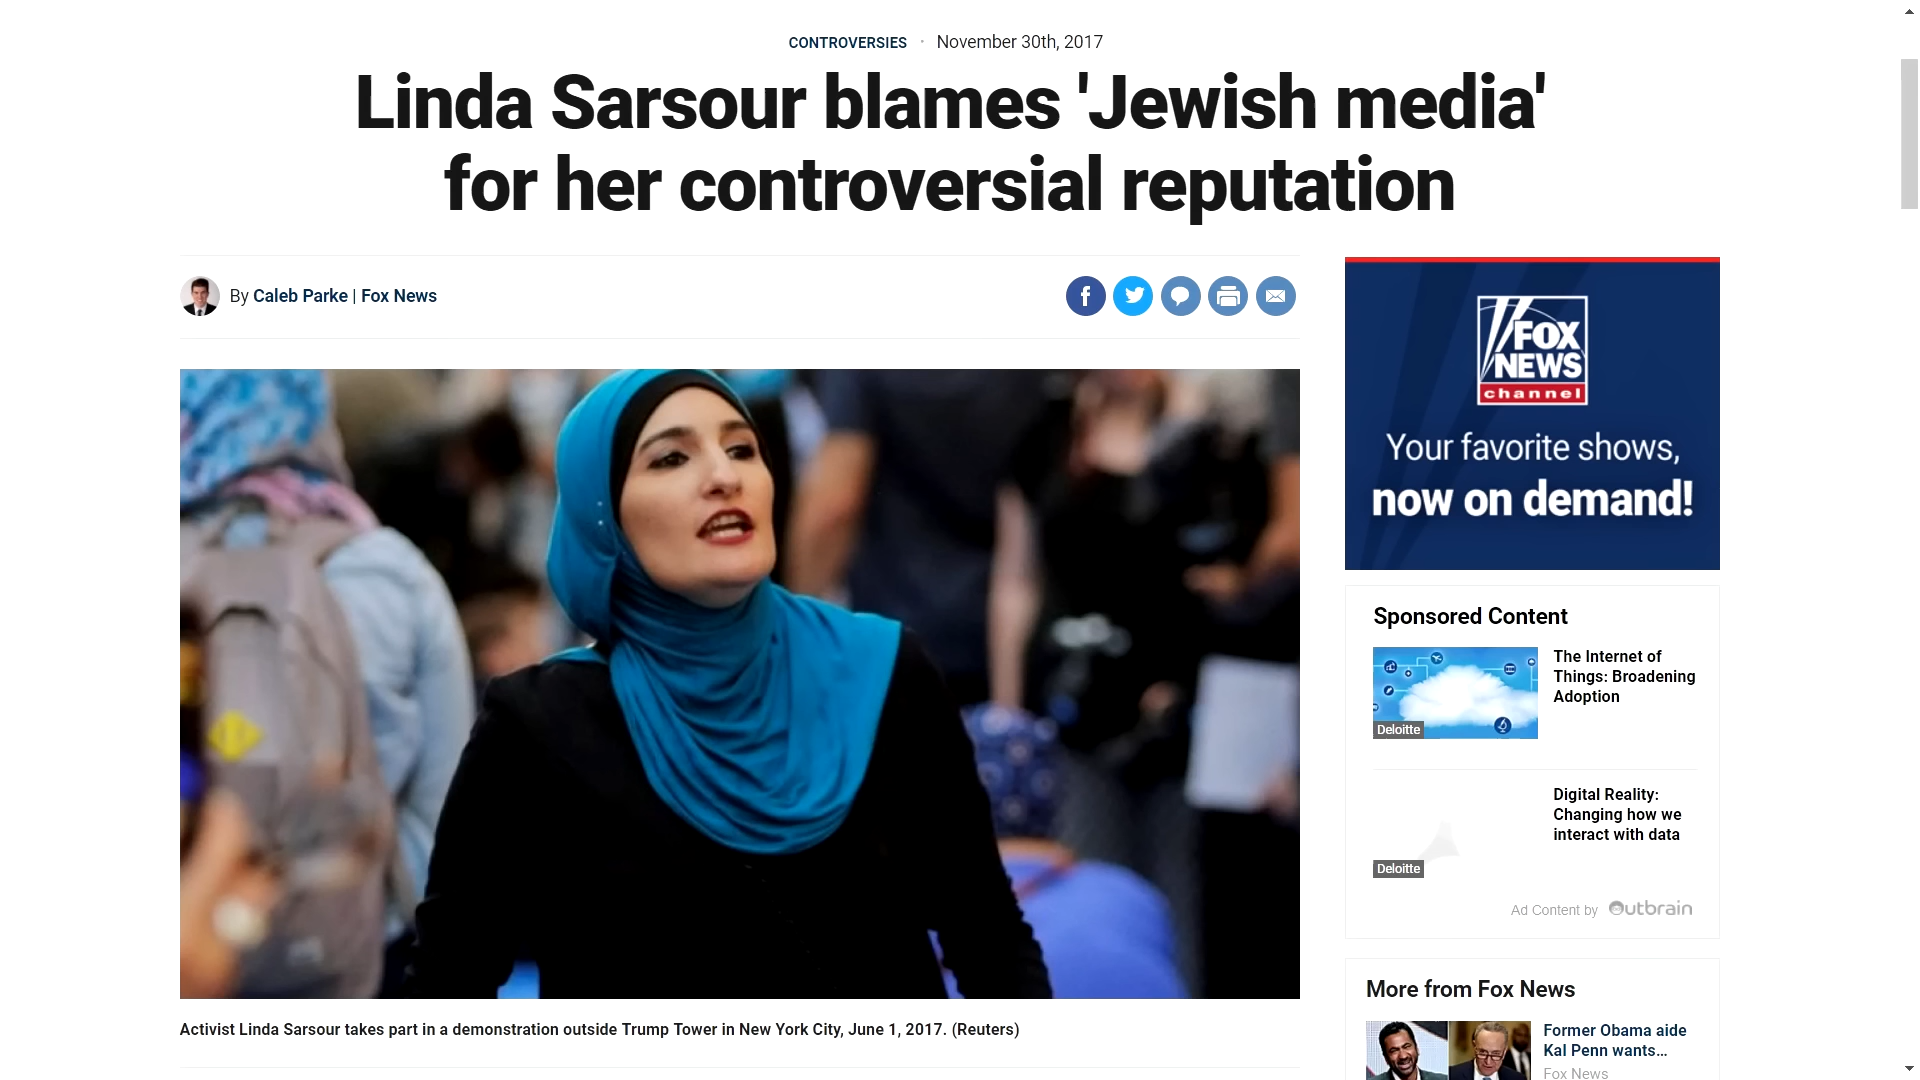 CONTROVERSIES · November 30th, 2017
Linda Sarsour blames 'Jewish media'
for her controversial reputation
By Caleb Parke | Fox News
FOX
NEWS
channel
Your favorite shows,
now on demand!
Activist Linda Sarsour takes part in a demonstration outside Trump Tower in New York City, June 1, 2017. (Reuters)
Sponsored Content
The Internet of
Things: Broadening
Adoption
Deloitte
Digital Reality:
Changing how we
interact with data
Deloitte
Ad Content by Outbrain
More from Fox News
Former Obama aide
Kal Penn wants...
Fox News